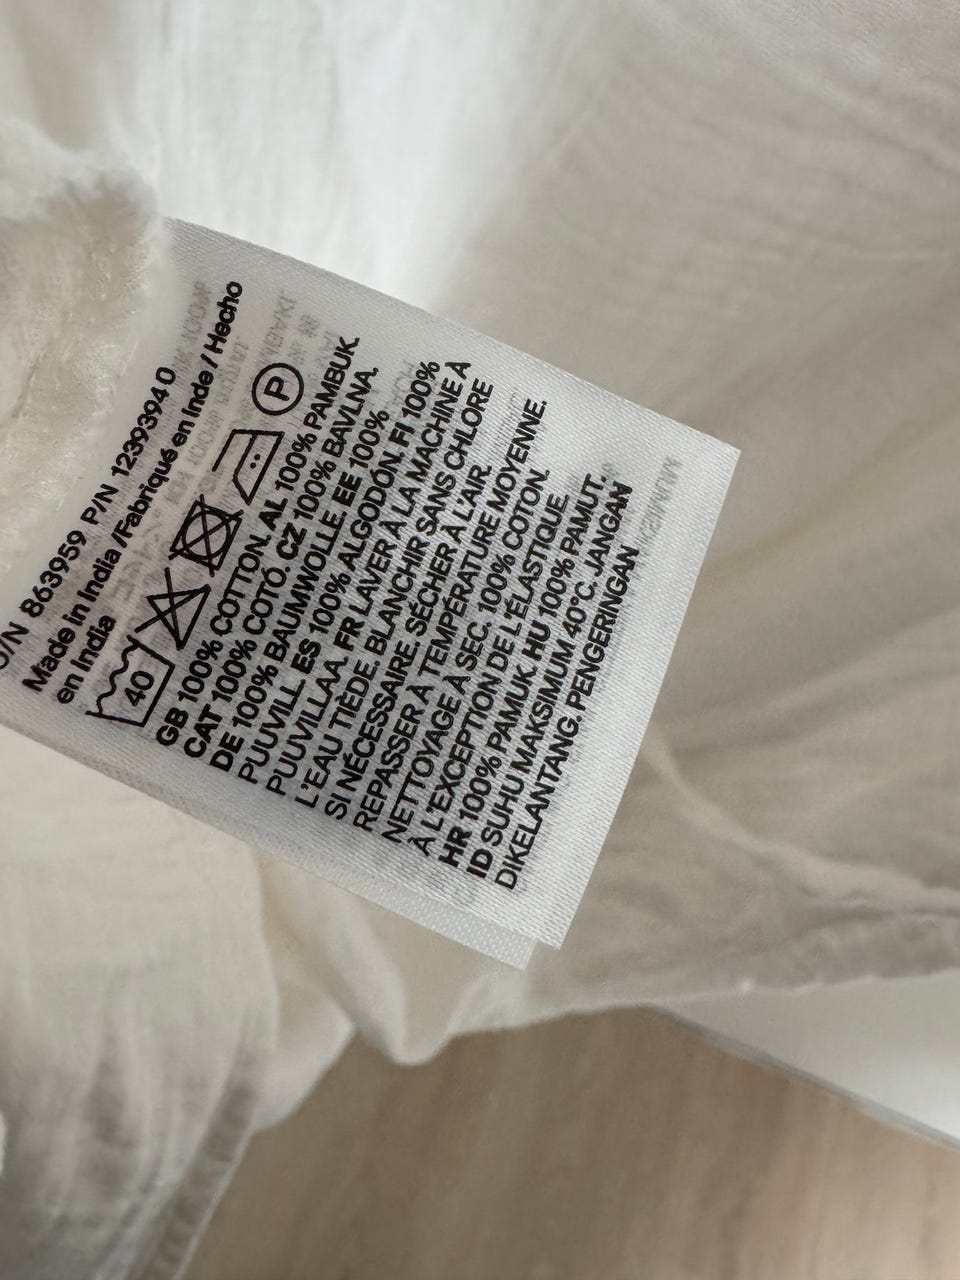 863959 P/N 1239394 0
Made in India / Fabriqué en Inde / Hecho
en India
40 P
GB 100% COTTON, AL 100% PAMBUK.
CAT 100% COTÓ. CZ 100% BAVLNA,
DE 100% BAUMWOLLE. EE 100%
PUUVILL. ES 100% ALGODÓN. FI 100%
PUUVILLAA. FR LAVER À LA MACHINE À
L'EAU TIÈDE. BLANCHIR SANS CHLORE
SI NÉCESSAIRE. SÉCHER À L'AIR.
REPASSER À TEMPÉRATURE MOYENNE.
NETTOYAGE À SEC. 100% COTON.
À L'EXCEPTION DE L'ÉLASTIQUE.
HR 100% PAMUK. HU 100% PAMUT.
ID SUHU MAKSIMUM 40°C. JANGAN
DIKELANTANG. PENGERINGAN